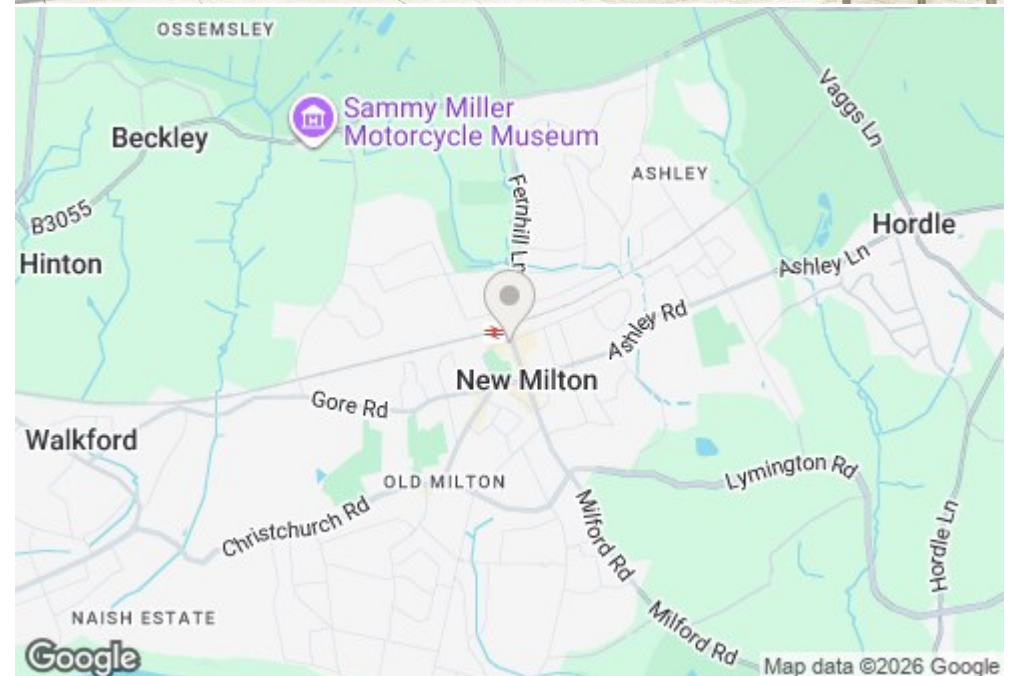 OSSEMSLEY
Sammy Miller
Motorcycle Museum
Beckley
Vaggs Ln
ASHLEY
Fernhill Ln
B3055
Hordle
Hinton
Ashley Ln
Ashley Rd
New Milton
Gore Rd
Walkford
Lymington Rd
OLD MILTON
Christchurch Rd
Milford Rd
Hordle Ln
NAISH ESTATE
Milford Rd
Google
Map data ©2026 Google